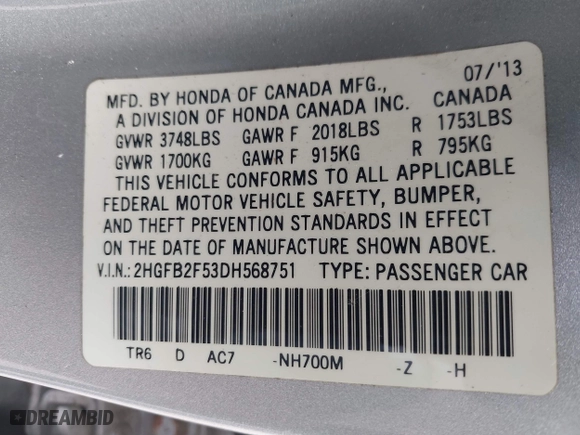 07/'13
MFD. BY HONDA OF CANADA MFG.,
A DIVISION OF HONDA CANADA INC. CANADA
GVWR 3748LBS GAWR F 2018LBS R 1753LBS
GVWR 1700KG GAWR F 915KG R 795KG
THIS VEHICLE CONFORMS TO ALL APPLICABLE
FEDERAL MOTOR VEHICLE SAFETY, BUMPER,
AND THEFT PREVENTION STANDARDS IN EFFECT
ON THE DATE OF MANUFACTURE SHOWN ABOVE.
V.I.N.: 2HGFB2F53DH568751 TYPE: PASSENGER CAR
TR6 D AC7 -NH700M -Z -H
DREAMBID